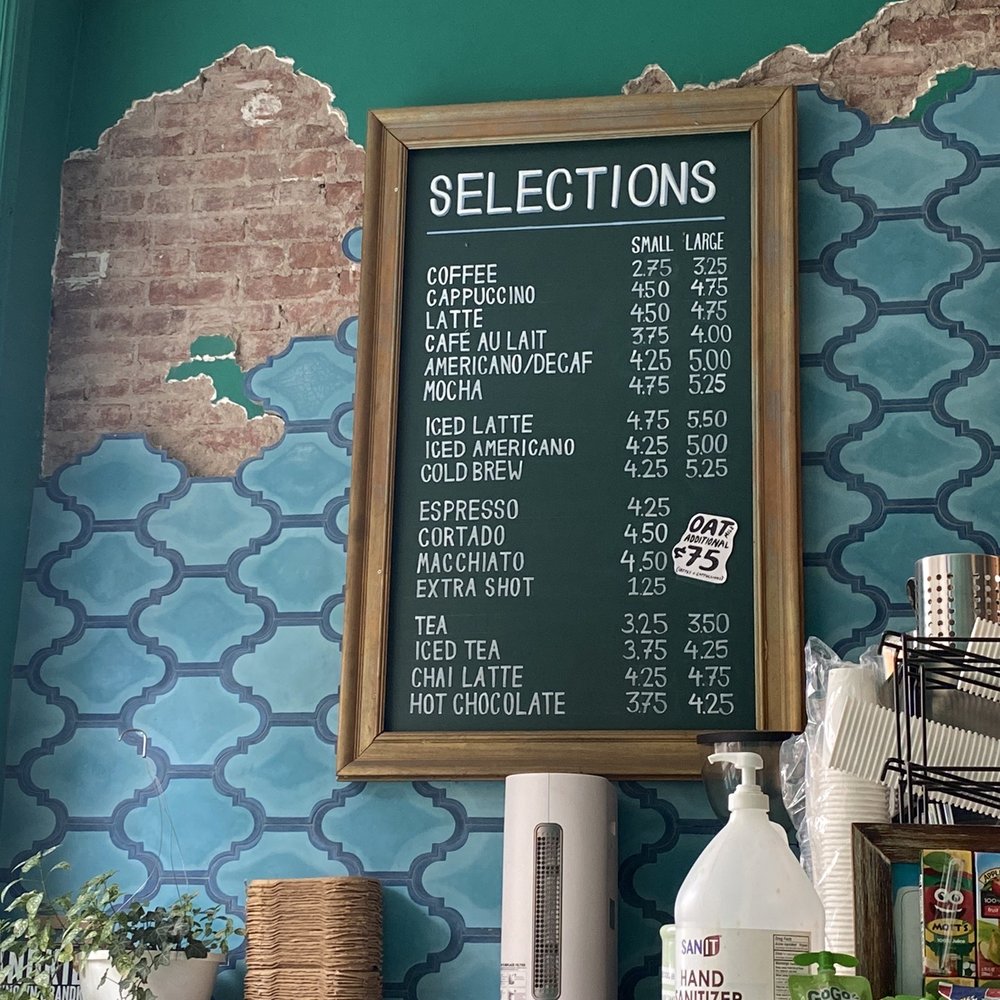 SELECTIONS
SMALL LARGE
COFFEE 2.75 3.25
CAPPUCCINO 4.50 4.75
LATTE 4.50 4.75
CAFÉ AU LAIT 3.75 4.00
AMERICANO/DECAF 4.25 5.00
MOCHA 4.75 5.25
ICED LATTE 4.75 5.50
ICED AMERICANO 4.25 5.00
COLD BREW 4.25 5.25
ESPRESSO 4.25
CORTADO 4.50
MACCHIATO 4.50
EXTRA SHOT 1.25
OAT
ADDITIONAL
75
TEA 3.25 3.50
ICED TEA 3.75 4.25
CHAI LATTE 4.25 4.75
HOT CHOCOLATE 3.75 4.25
SANIT
HAND
SANITIZER
MOTT'S
GoGo